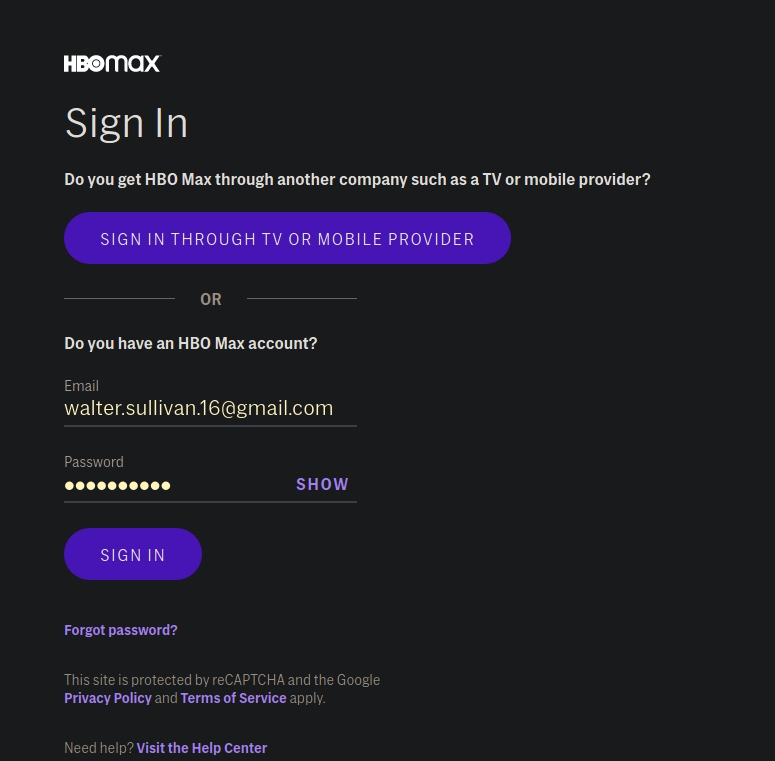 HBOmax
Sign In
Do you get HBO Max through another company such as a TV or mobile provider?
SIGN IN THROUGH TV OR MOBILE PROVIDER
OR
Do you have an HBO Max account?
Email
walter.sullivan.16@gmail.com
Password
●●●●●●●●●● SHOW
SIGN IN
Forgot password?
This site is protected by reCAPTCHA and the Google
Privacy Policy and Terms of Service apply.
Need help? Visit the Help Center